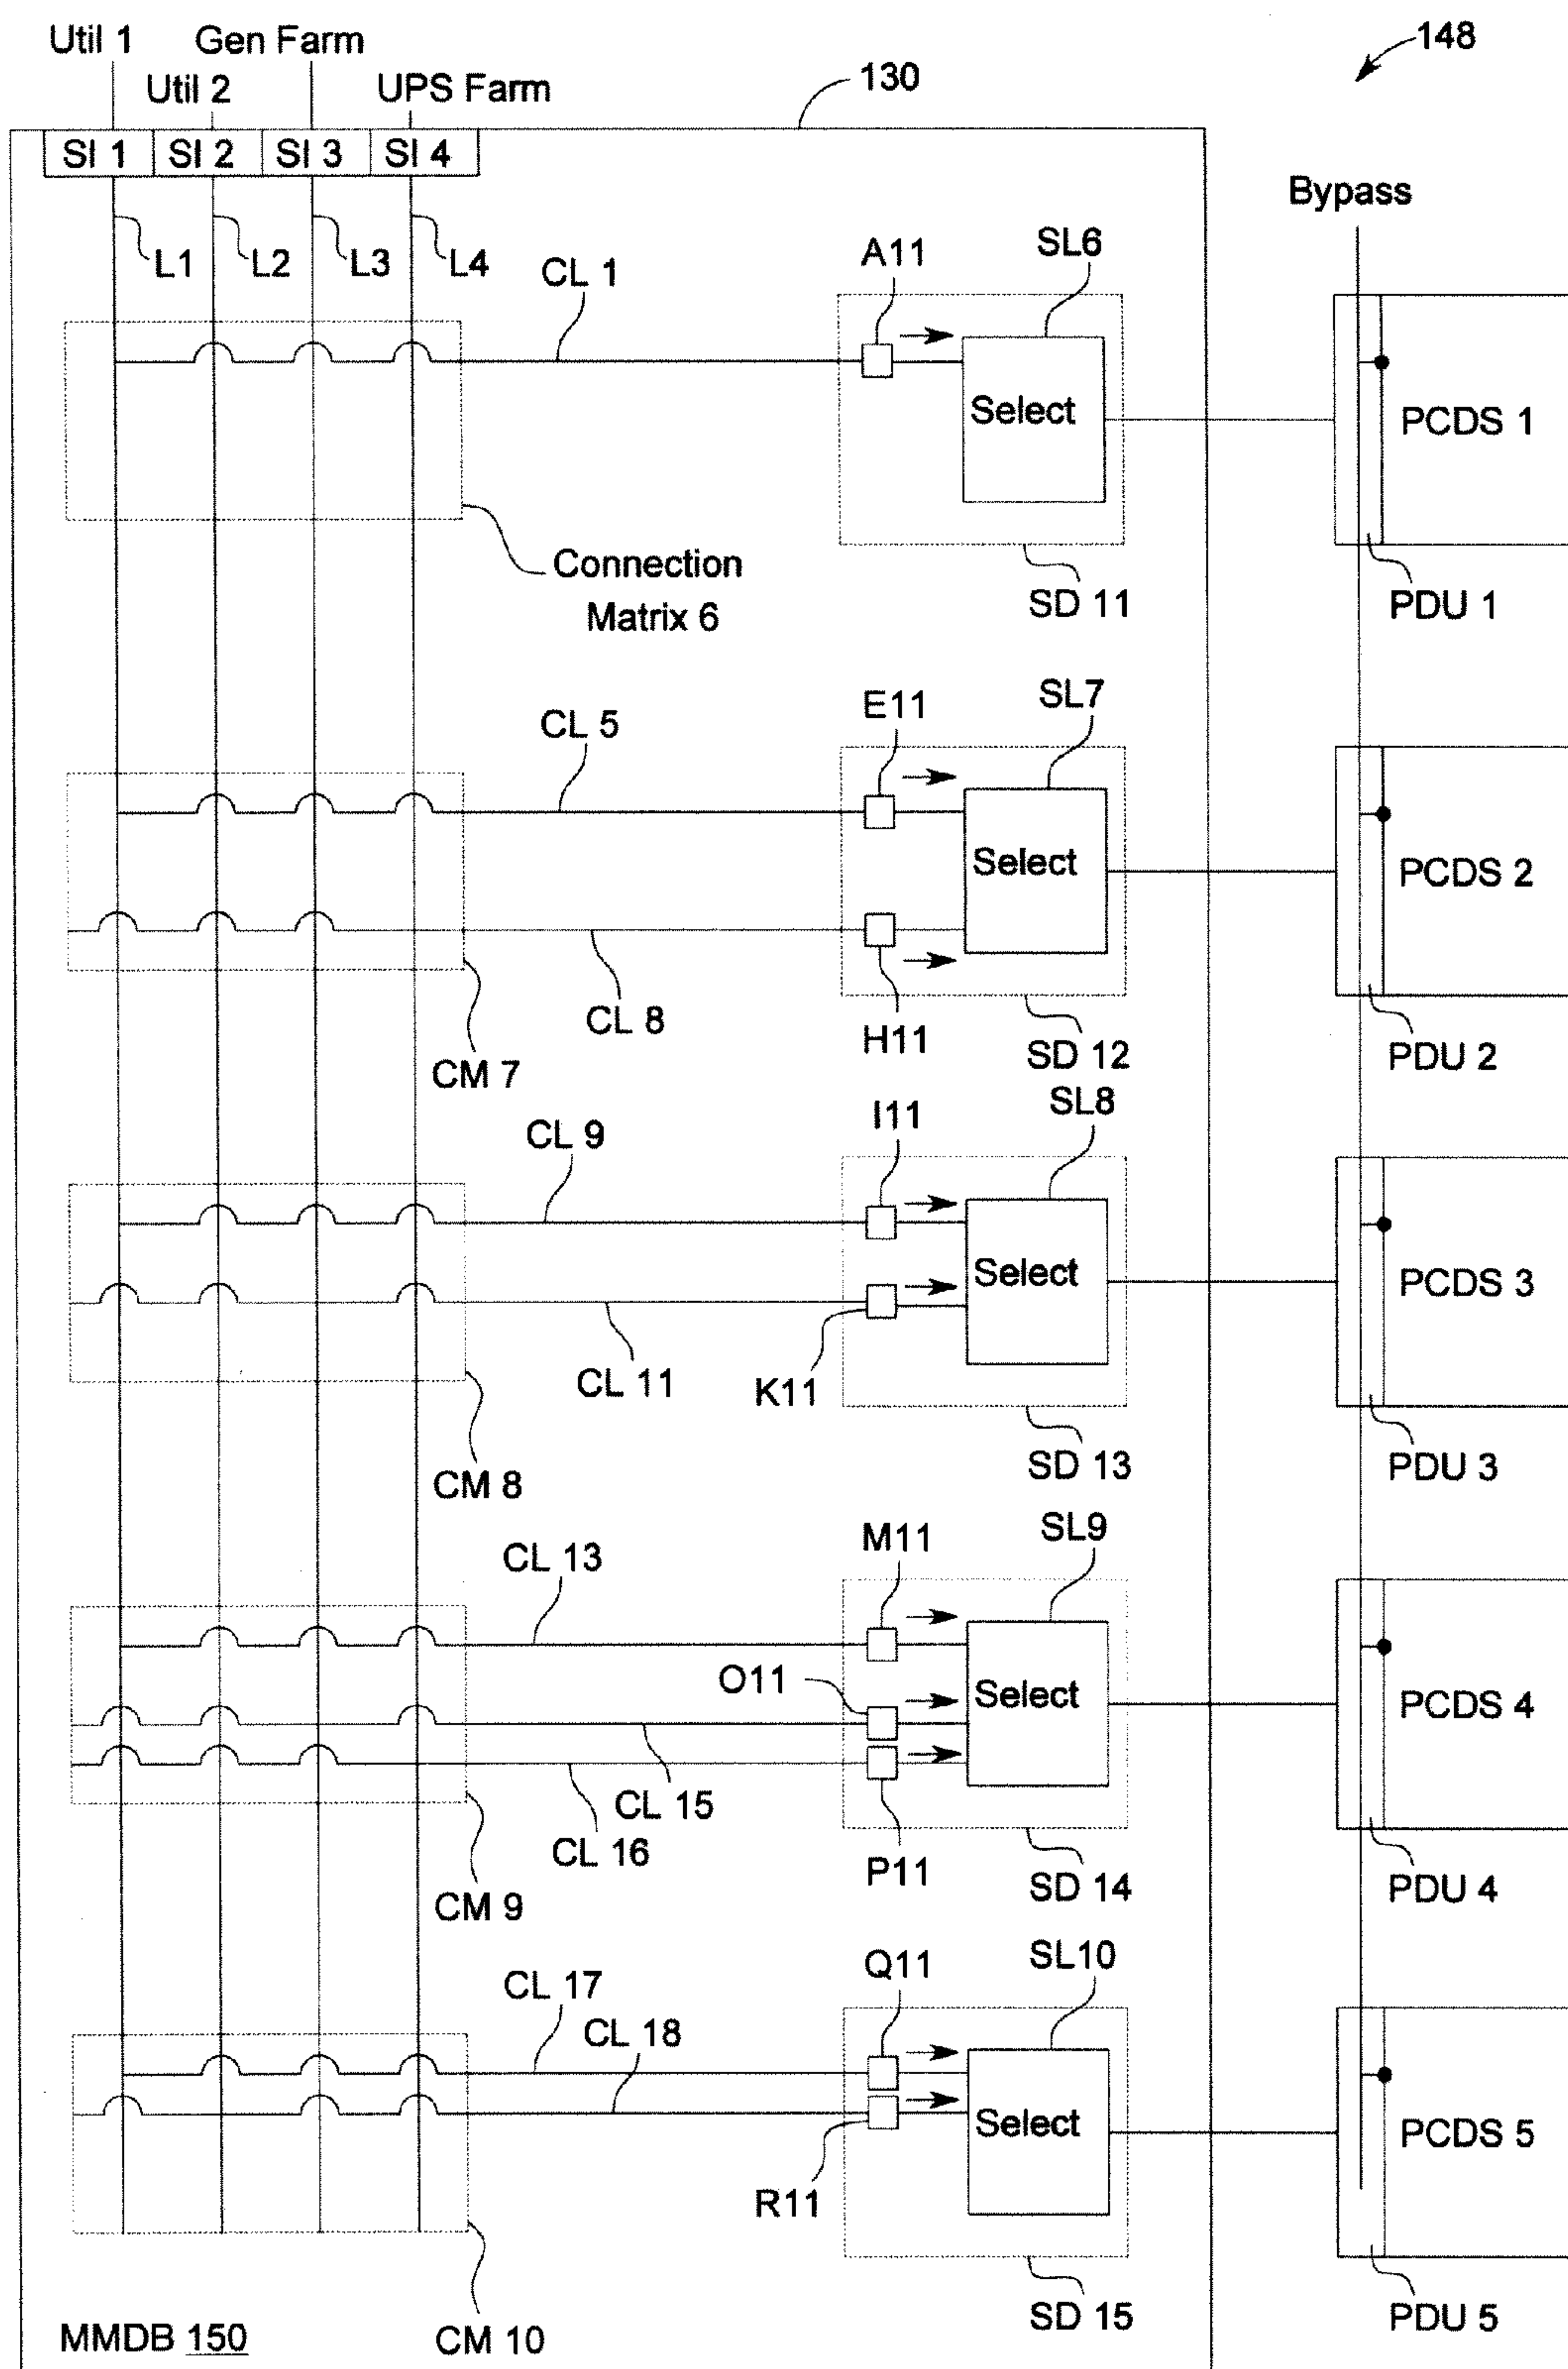 Util 1
Gen Farm
148
Util 2
UPS Farm
130
SI 1
SI 2
SI 3
SI 4
Bypass
L1
L2
L3
L4
CL 1
A11
SL6
Select
PCDS 1
Connection
Matrix 6
SD 11
PDU 1
CL 5
E11
SL7
Select
PCDS 2
CL 8
H11
SD 12
PDU 2
CM 7
CL 9
I11
SL8
Select
PCDS 3
CL 11
K11
SD 13
PDU 3
CM 8
CL 13
M11
SL9
O11
Select
PCDS 4
CL 15
CL 16
P11
SD 14
PDU 4
CM 9
CL 17
CL 18
Q11
SL10
Select
PCDS 5
R11
SD 15
PDU 5
MMDB 150
CM 10